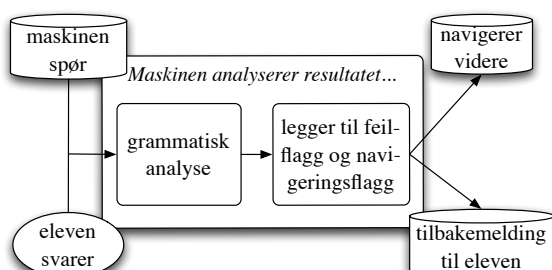 maskinen
spør
navigerer
videre
Maskinen analyserer resultatet…
grammatisk
analyse
legger til feil-
flagg og navi-
geringsflagg
eleven
svarer
tilbakemelding
til eleven